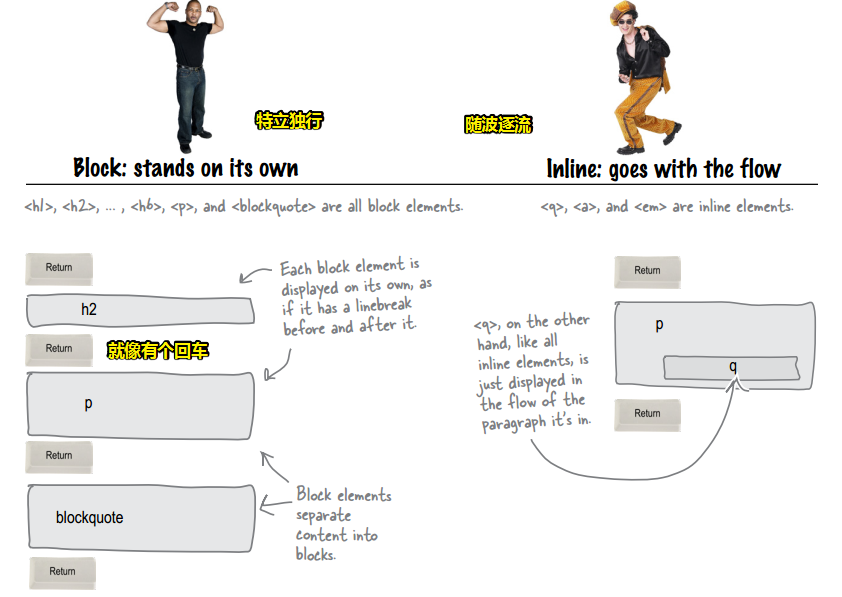 特立独行
随波逐流
Block: stands on its own
Inline: goes with the flow
<h1>, <h2>, ... , <h6>, <p>, and <blockquote> are all block elements.
<q>, <a>, and <em> are inline elements.
Return
h2
Return
就像有个回车
p
Return
blockquote
Return
Each block element is
displayed on its own, as
if it has a linebreak
before and after it.
Block elements
separate
content into
blocks.
Return
p
q
Return
<q>, on the other
hand, like all
inline elements, is
just displayed in
the flow of the
paragraph it's in.